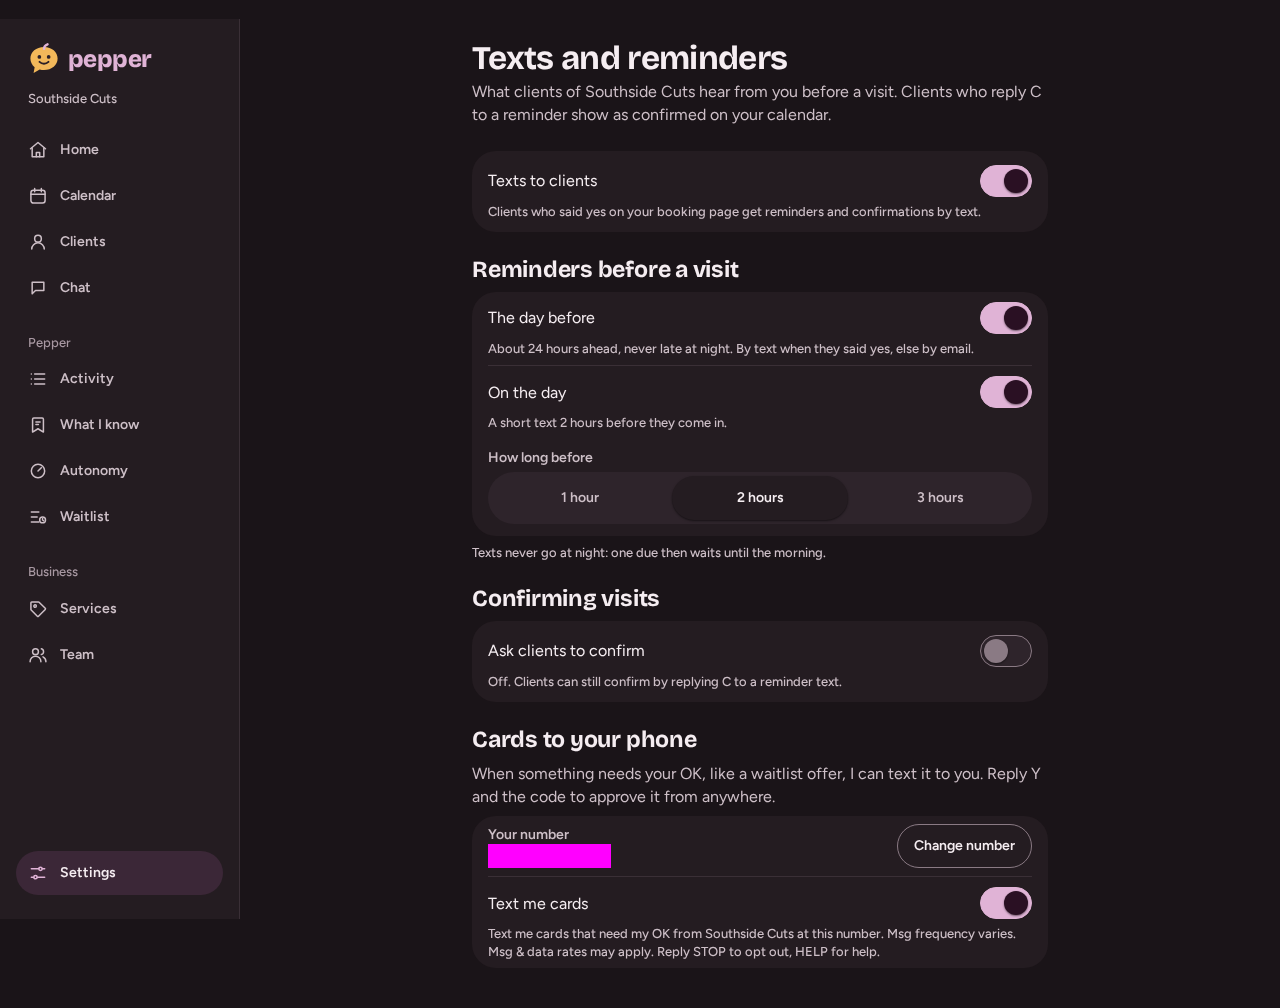 pepper
Southside Cuts
Home
Calendar
Clients
Chat
Pepper
Activity
What I know
Autonomy
Waitlist
Business
Services
Team
Settings
Texts and reminders
What clients of Southside Cuts hear from you before a visit. Clients who reply C
to a reminder show as confirmed on your calendar.
Texts to clients
Clients who said yes on your booking page get reminders and confirmations by text.
Reminders before a visit
The day before
About 24 hours ahead, never late at night. By text when they said yes, else by email.
On the day
A short text 2 hours before they come in.
How long before
1 hour
2 hours
3 hours
Texts never go at night: one due then waits until the morning.
Confirming visits
Ask clients to confirm
Off. Clients can still confirm by replying C to a reminder text.
Cards to your phone
When something needs your OK, like a waitlist offer, I can text it to you. Reply Y
and the code to approve it from anywhere.
Your number
Change number
Text me cards
Text me cards that need my OK from Southside Cuts at this number. Msg frequency varies.
Msg & data rates may apply. Reply STOP to opt out, HELP for help.